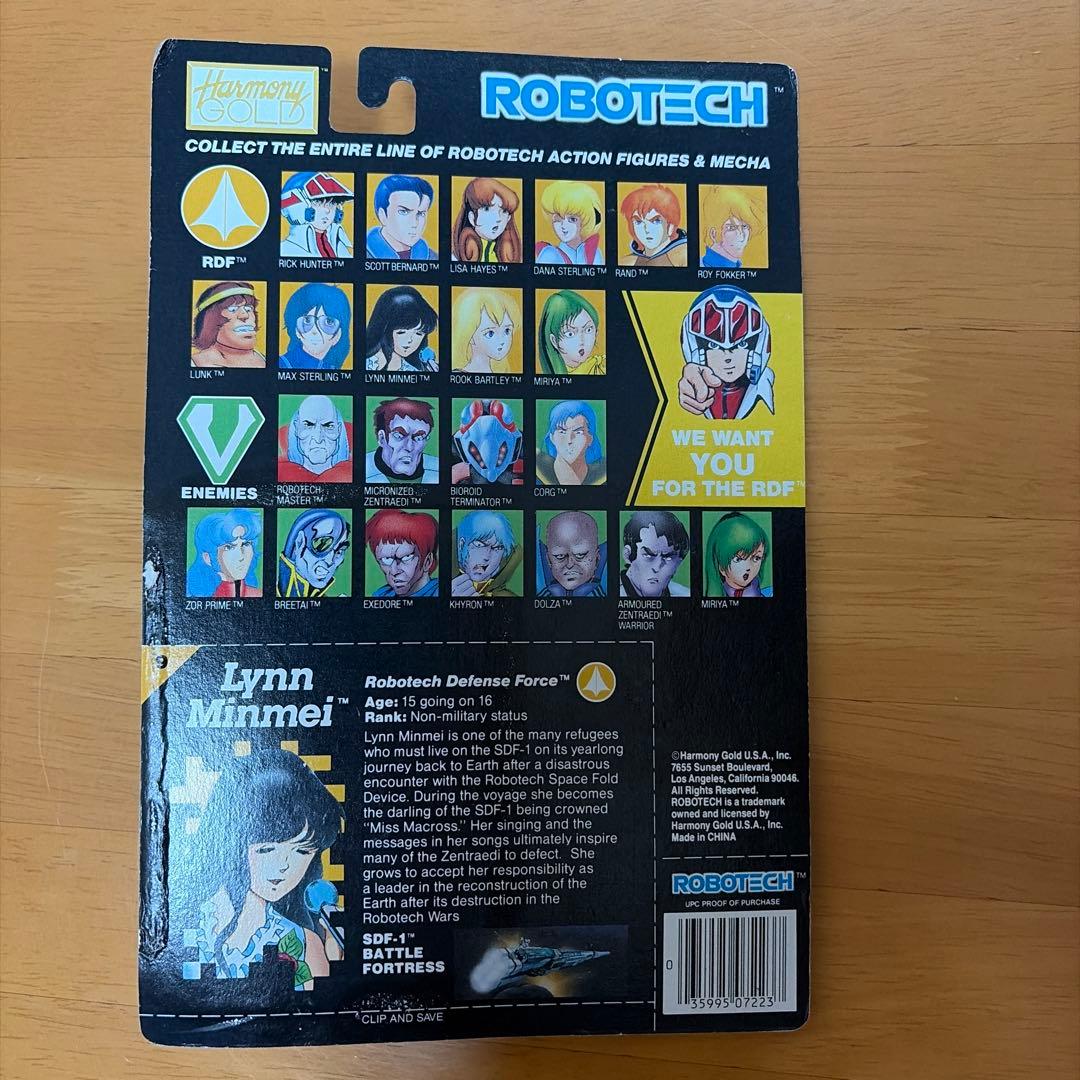 Harmony GOLD™
ROBOTECH™
COLLECT THE ENTIRE LINE OF ROBOTECH ACTION FIGURES & MECHA
RDF™
RICK HUNTER™
SCOTT BERNARD™
LISA HAYES™
DANA STERLING™
RAND™
ROY FOKKER™
LUNK™
MAX STERLING™
LYNN MINMEI™
ROOK BARTLEY™
MIRIYA™
WE WANT
YOU
FOR THE RDF™
ENEMIES
ROBOTECH
MASTER™
MICRONIZED
ZENTRAEDI™
BIOROID
TERMINATOR™
CORG™
ZOR PRIME™
BREETAI™
EXEDORE™
KHYRON™
DOLZA™
ARMOURED
ZENTRAEDI™
WARRIOR
MIRIYA™
9
Lynn
Minmei™
Robotech Defense Force™
Age: 15 going on 16
Rank: Non-military status
Lynn Minmei is one of the many refugees
who must live on the SDF-1 on its yearlong
journey back to Earth after a disastrous
encounter with the Robotech Space Fold
Device. During the voyage she becomes
the darling of the SDF-1 being crowned
"Miss Macross." Her singing and the
messages in her songs ultimately inspire
many of the Zentraedi to defect. She
grows to accept her responsibility as
a leader in the reconstruction of the
Earth after its destruction in the
Robotech Wars
SDF-1™
BATTLE
FORTRESS
CLIP AND SAVE
©Harmony Gold U.S.A., Inc.
7655 Sunset Boulevard,
Los Angeles, California 90046.
All Rights Reserved.
ROBOTECH is a trademark
owned and licensed by
Harmony Gold U.S.A., Inc.
Made in CHINA
ROBOTECH™
UPC PROOF OF PURCHASE
0 35995 07223